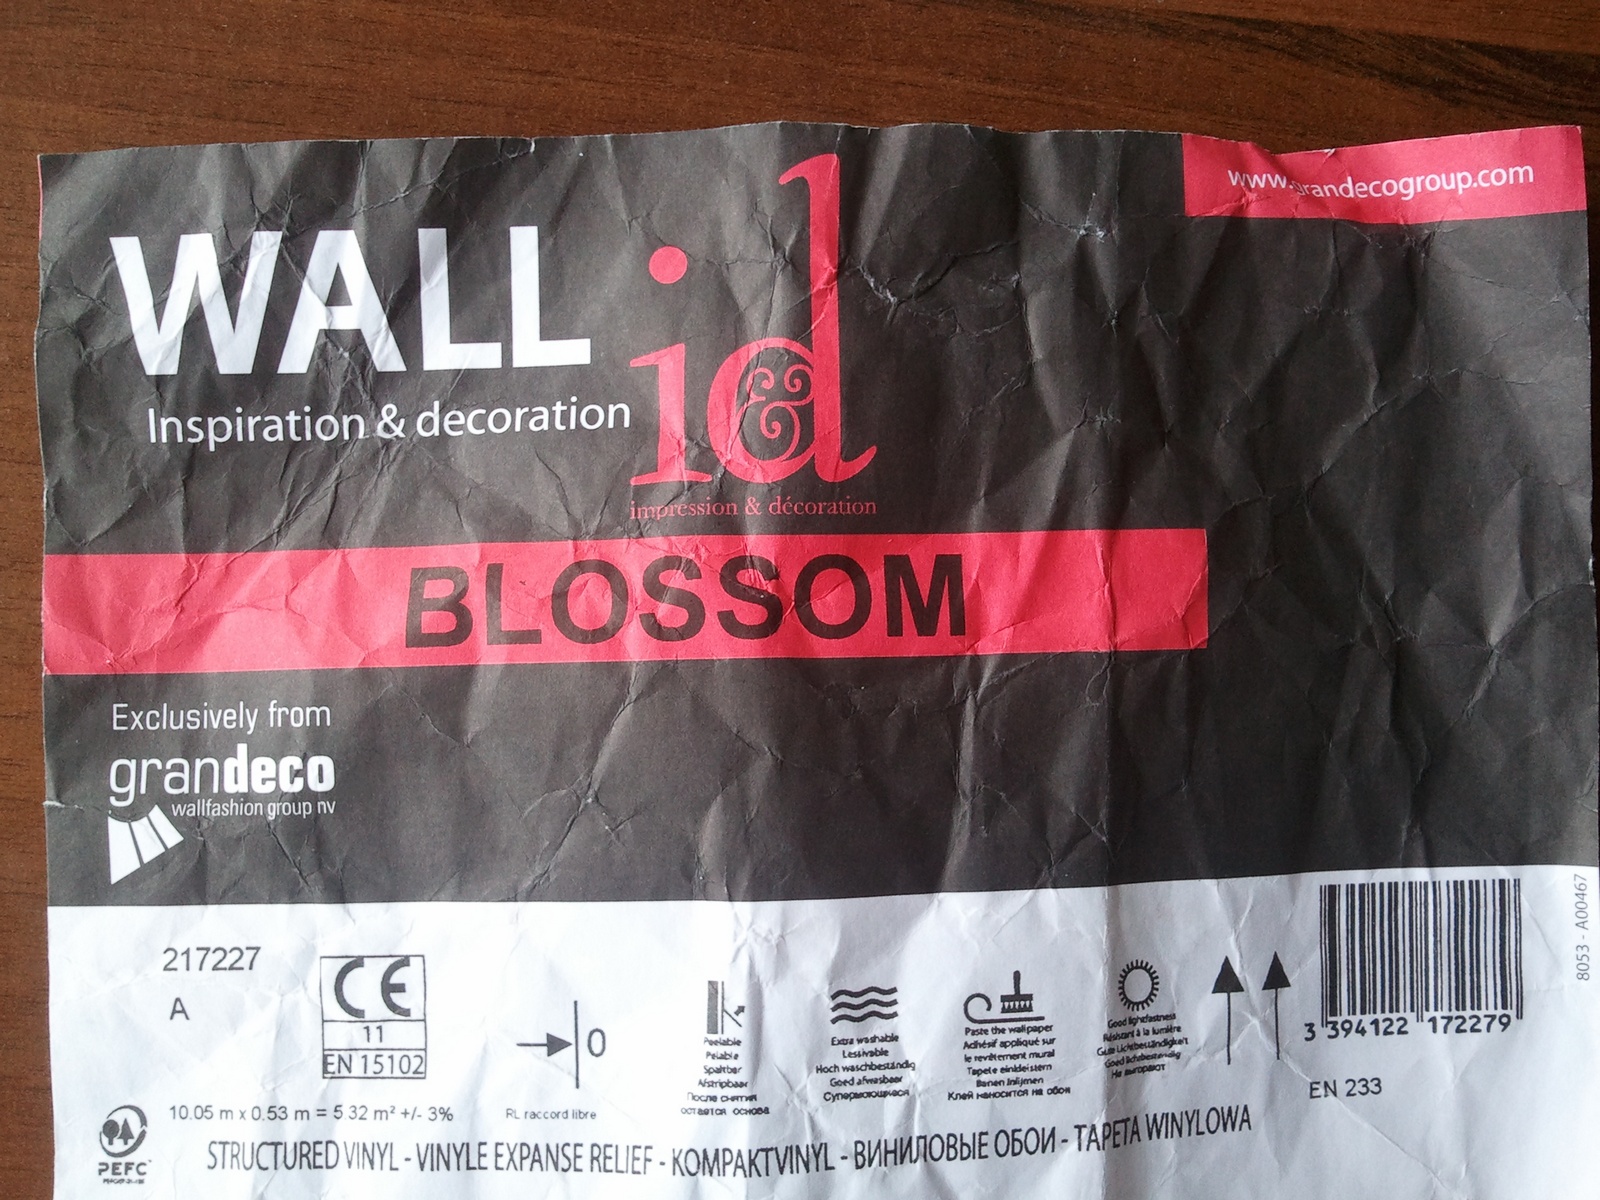 www.grandecogroup.com
WALL
i&d
Inspiration & decoration
impression & décoration
BLOSSOM
Exclusively from
grandeco
wallfashion group nv
217227
A
CE
11
EN 15102
0
RL raccord libre
Peelable
Pelable
Spaltbar
Afstripbaar
После снятия
остается основа
Extra washable
Lessivable
Hoch waschbeständig
Goed afwasbaar
Супермоющиеся
Paste the wallpaper
Adhésif appliqué sur
le revêtement mural
Tapete einkleistern
Banen inlijmen
Клей наносится на обои
Good lightfastness
Résistant à la lumière
Gute Lichtbeständigkeit
Goed lichtbestendig
Не выгорают
3 394122 172279
EN 233
8053 - A00467
10.05 m x 0.53 m = 5.32 m² +/- 3%
PEFC
STRUCTURED VINYL - VINYLE EXPANSE RELIEF - KOMPAKTVINYL - ВИНИЛОВЫЕ ОБОИ - TAPETA WINYLOWA